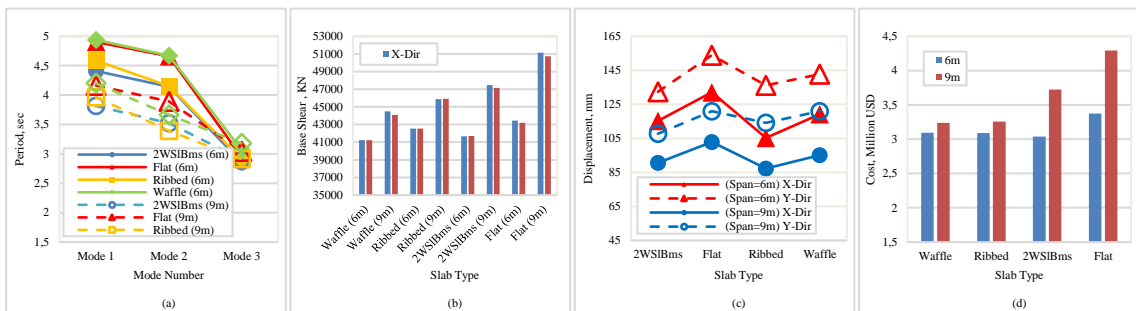 5
4,5
4
3,5
3
2,5
2
1,5
Period, sec
2WSlBms (6m)
Flat (6m)
Ribbed (6m)
Waffle (6m)
2WSlBms (9m)
Flat (9m)
Ribbed (9m)
Mode 1 Mode 2 Mode 3
Mode Number
(a)
53000
51000
49000
47000
45000
43000
41000
39000
37000
35000
Base Shear , KN
X-Dir
Waffle (6m)
Waffle (9m)
Ribbed (6m)
Ribbed (9m)
2WSlBms (6m)
2WSlBms (9m)
Flat (6m)
Flat (9m)
Slab Type
(b)
165
145
125
105
85
65
45
Displacement, mm
(Span=6m) X-Dir
(Span=6m) Y-Dir
(Span=9m) X-Dir
(Span=9m) Y-Dir
2WSlBms Flat Ribbed Waffle
Slab Type
(c)
4,5
4
3,5
3
2,5
2
1,5
Cost, Million USD
6m
9m
Waffle Ribbed 2WSlBms Flat
Slab Type
(d)